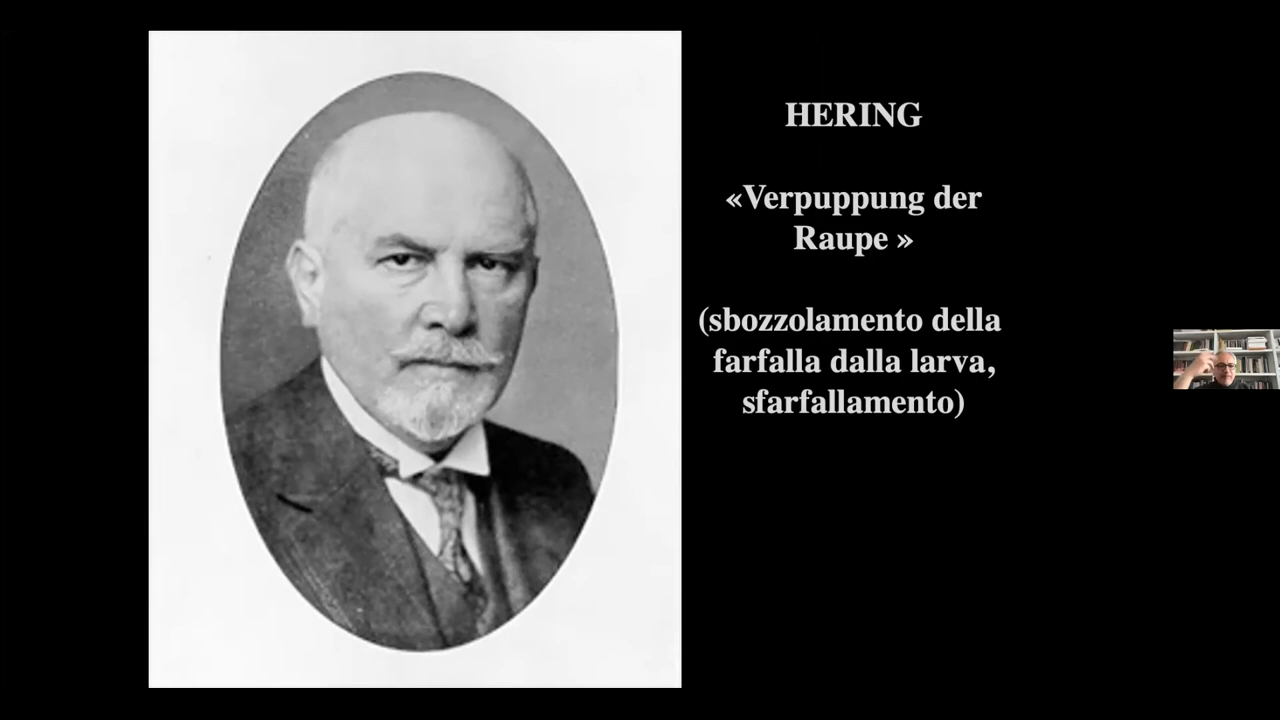 HERING
«Verpuppung der
Raupe »
(sbozzolamento della
farfalla dalla larva,
sfarfallamento)